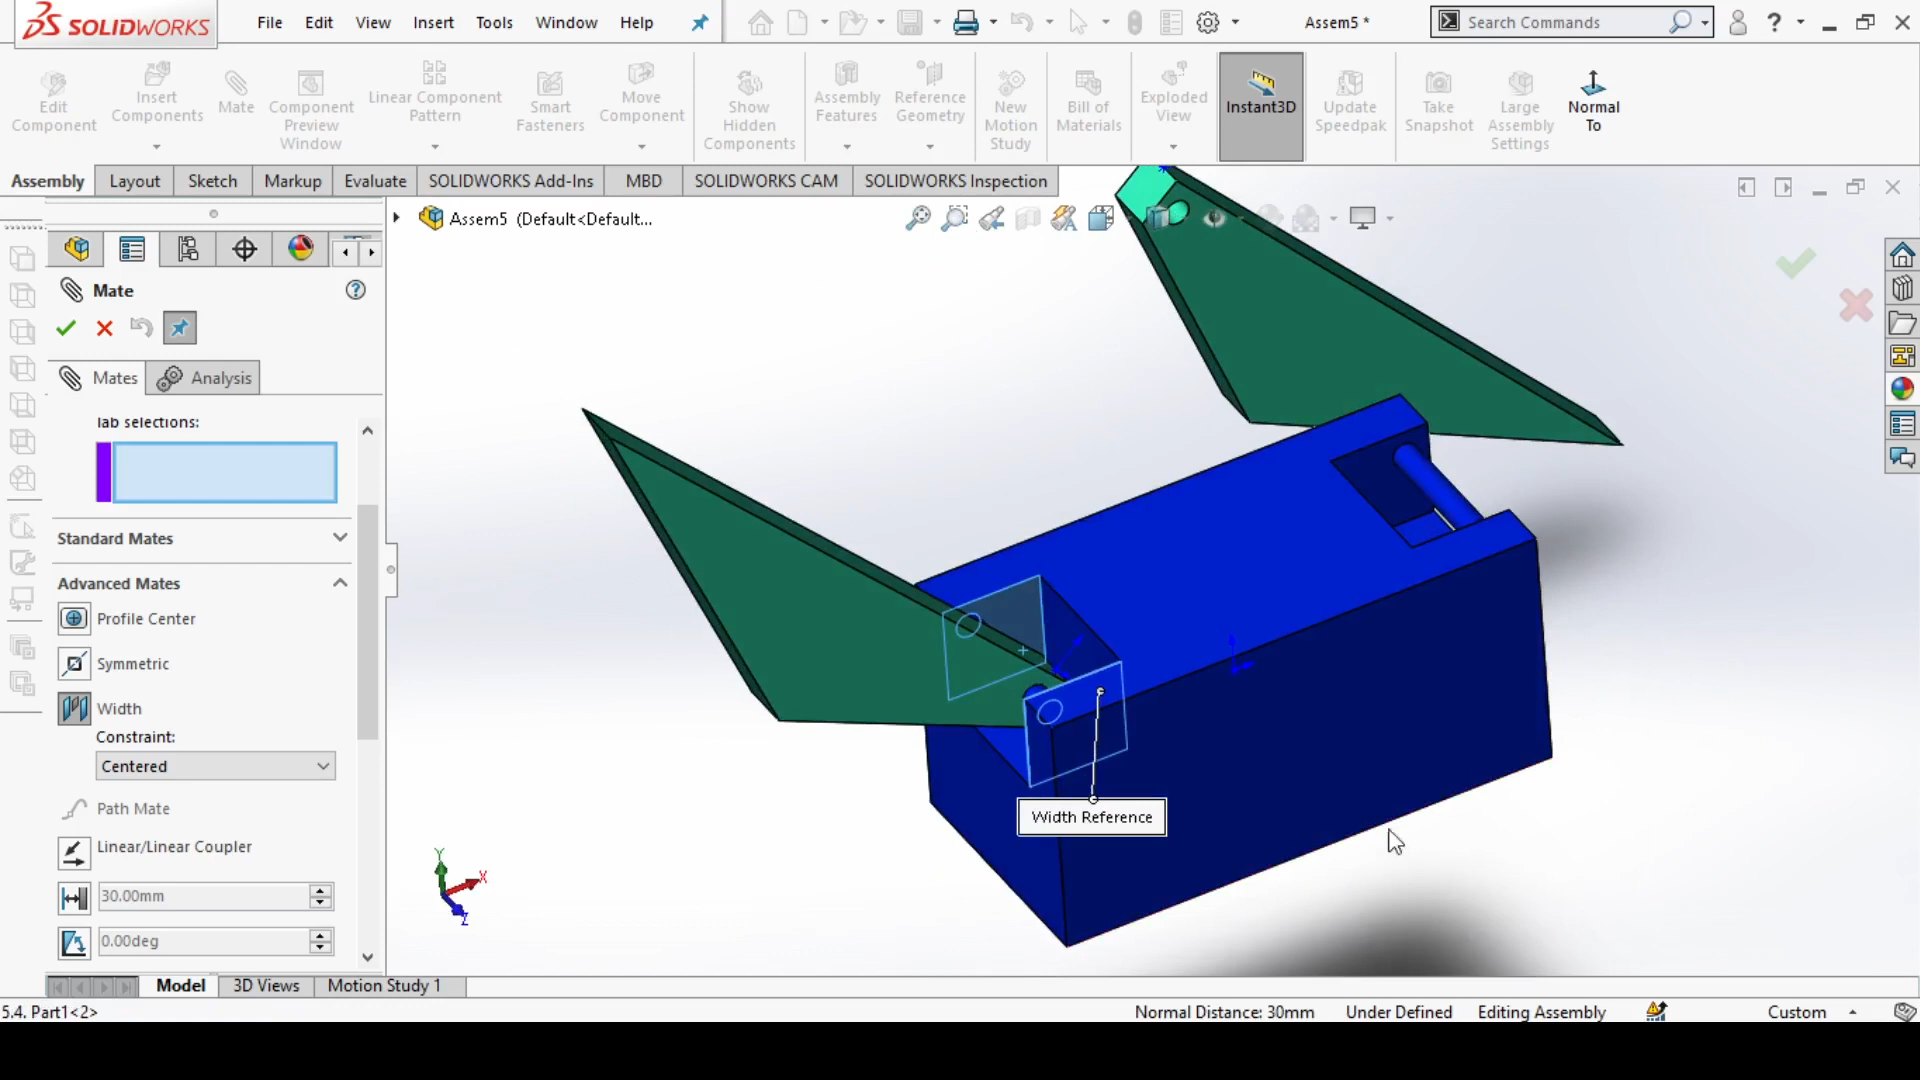 SOLIDWORKS File Edit View Insert Tools Window Help Assem5 * Search Commands
Edit Component
Insert Components
Mate
Component Preview Window
Linear Component Pattern
Smart Fasteners
Move Component
Show Hidden Components
Assembly Features
Reference Geometry
New Motion Study
Bill of Materials
Exploded View
Instant3D
Update Speedpak
Take Snapshot
Large Assembly Settings
Normal To
Assembly Layout Sketch Markup Evaluate SOLIDWORKS Add-Ins MBD SOLIDWORKS CAM SOLIDWORKS Inspection
Assem5 (Default<Default...
Mate
Mates Analysis
Tab selections:
Standard Mates
Advanced Mates
Profile Center
Symmetric
Width
Constraint:
Centered
Path Mate
Linear/Linear Coupler
30.00mm
0.00deg
Width Reference
Y
X
Z
Model 3D Views Motion Study 1
5.4. Part1<2> Normal Distance: 30mm Under Defined Editing Assembly Custom